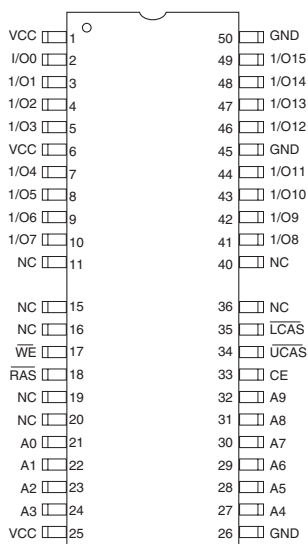 VCC 1 50 GND
I/O0 2 49 1/O15
1/O1 3 48 1/O14
1/O2 4 47 1/O13
1/O3 5 46 1/O12
VCC 6 45 GND
1/O4 7 44 1/O11
1/O5 8 43 1/O10
1/O6 9 42 1/O9
1/O7 10 41 1/O8
NC 11 40 NC
NC 15 36 NC
NC 16 35 LCAS
WE 17 34 UCAS
RAS 18 33 CE
NC 19 32 A9
NC 20 31 A8
A0 21 30 A7
A1 22 29 A6
A2 23 28 A5
A3 24 27 A4
VCC 25 26 GND